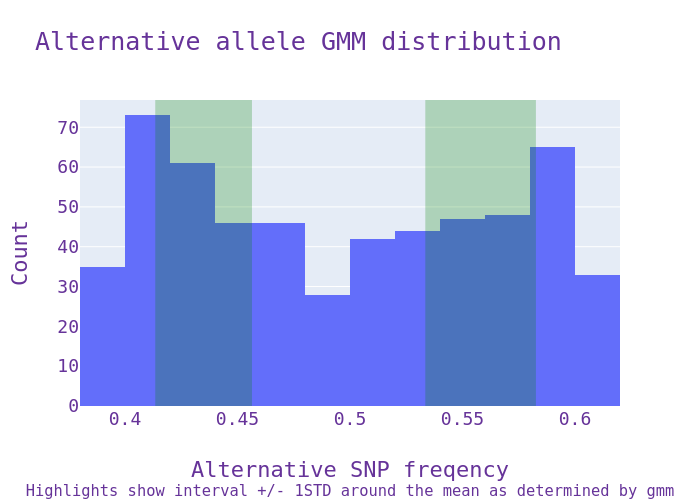 Alternative allele GMM distribution
70
60
50
40
30
20
10
0
Count
0.4 0.45 0.5 0.55 0.6
Alternative SNP freqency
Highlights show interval +/- 1STD around the mean as determined by gmm